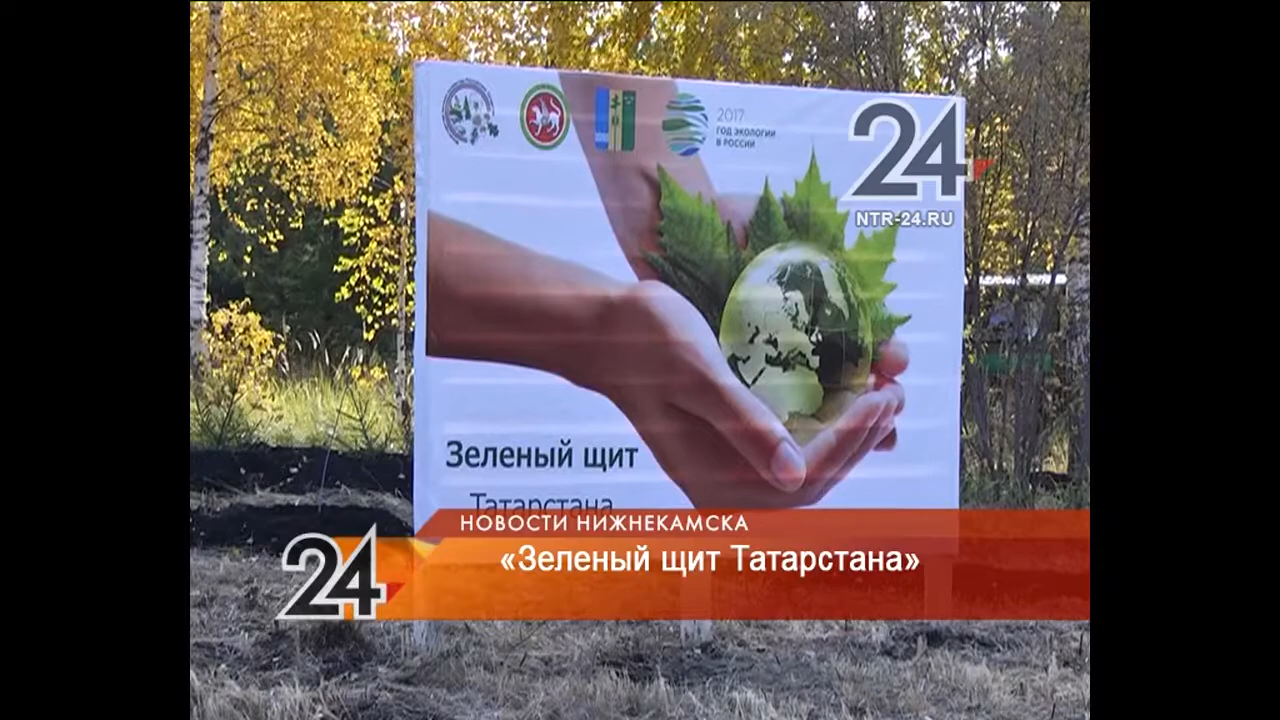 2017
ГОД ЭКОЛОГИИ
В РОССИИ
24
NTR-24.RU
Зеленый щит
Татарстана
НОВОСТИ НИЖНЕКАМСКА
24
«Зеленый щит Татарстана»